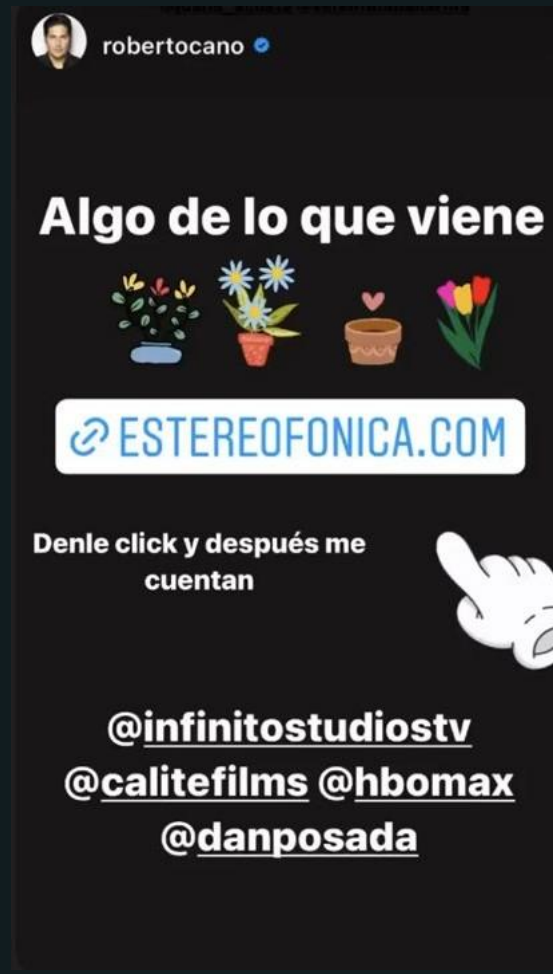 robertocano
Algo de lo que viene
ESTEREOFONICA.COM
Denle click y después me
cuentan
@infinitostudiostv
@calitefilms @hbomax
@danposada